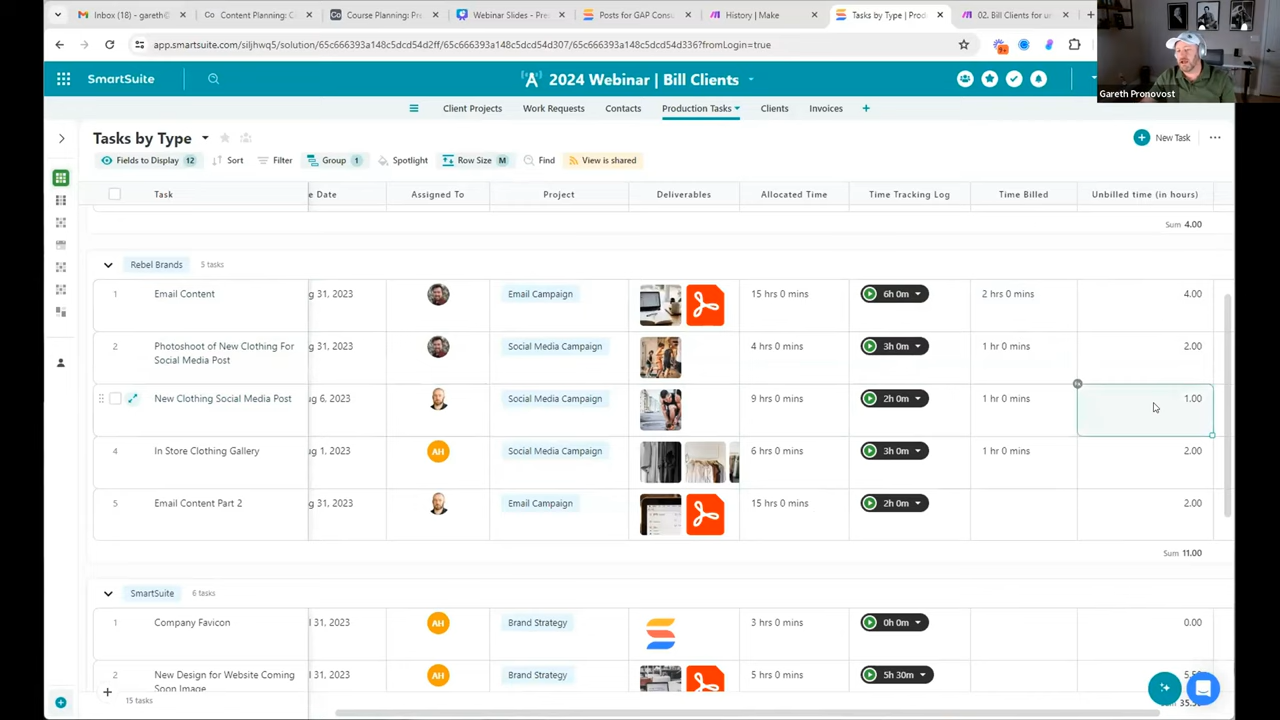 Inbox (18) - gareth@
Content Planning: Co
Course Planning: Pr
Webinar Slides - Free
Posts for GAP Consu
History | Make
Tasks by Type | Prod
02. Bill Clients for u
app.smartsuite.com/siljhwq5/solution/65c666393a148c5dcd54d2ff/65c666393a148c5dcd54d307/65c666393a148c5dcd54d336?fromLogin=true
SmartSuite
2024 Webinar | Bill Clients
Gareth Pronovost
Client Projects
Work Requests
Contacts
Production Tasks
Clients
Invoices
Tasks by Type
New Task
Fields to Display 12
Sort
Filter
Group 1
Spotlight
Row Size M
Find
View is shared
Task
e Date
Assigned To
Project
Deliverables
Allocated Time
Time Tracking Log
Time Billed
Unbilled time (in hours)
Sum 4.00
Rebel Brands 5 tasks
1 Email Content g 31, 2023 Email Campaign 15 hrs 0 mins 6h 0m 2 hrs 0 mins 4.00
2 Photoshoot of New Clothing For g 31, 2023 Social Media Campaign 4 hrs 0 mins 3h 0m 1 hr 0 mins 2.00
Social Media Post
New Clothing Social Media Post ug 6, 2023 Social Media Campaign 9 hrs 0 mins 2h 0m 1 hr 0 mins 1.00
4 In Store Clothing Gallery ug 1, 2023 AH Social Media Campaign 6 hrs 0 mins 3h 0m 1 hr 0 mins 2.00
5 Email Content Part 2 g 31, 2023 Email Campaign 15 hrs 0 mins 2h 0m 2.00
Sum 11.00
SmartSuite 6 tasks
1 Company Favicon l 31, 2023 AH Brand Strategy 3 hrs 0 mins 0h 0m 0.00
2 New Design for Website Coming l 31, 2023 AH Brand Strategy 5 hrs 0 mins 5h 30m
Soon Image
15 tasks